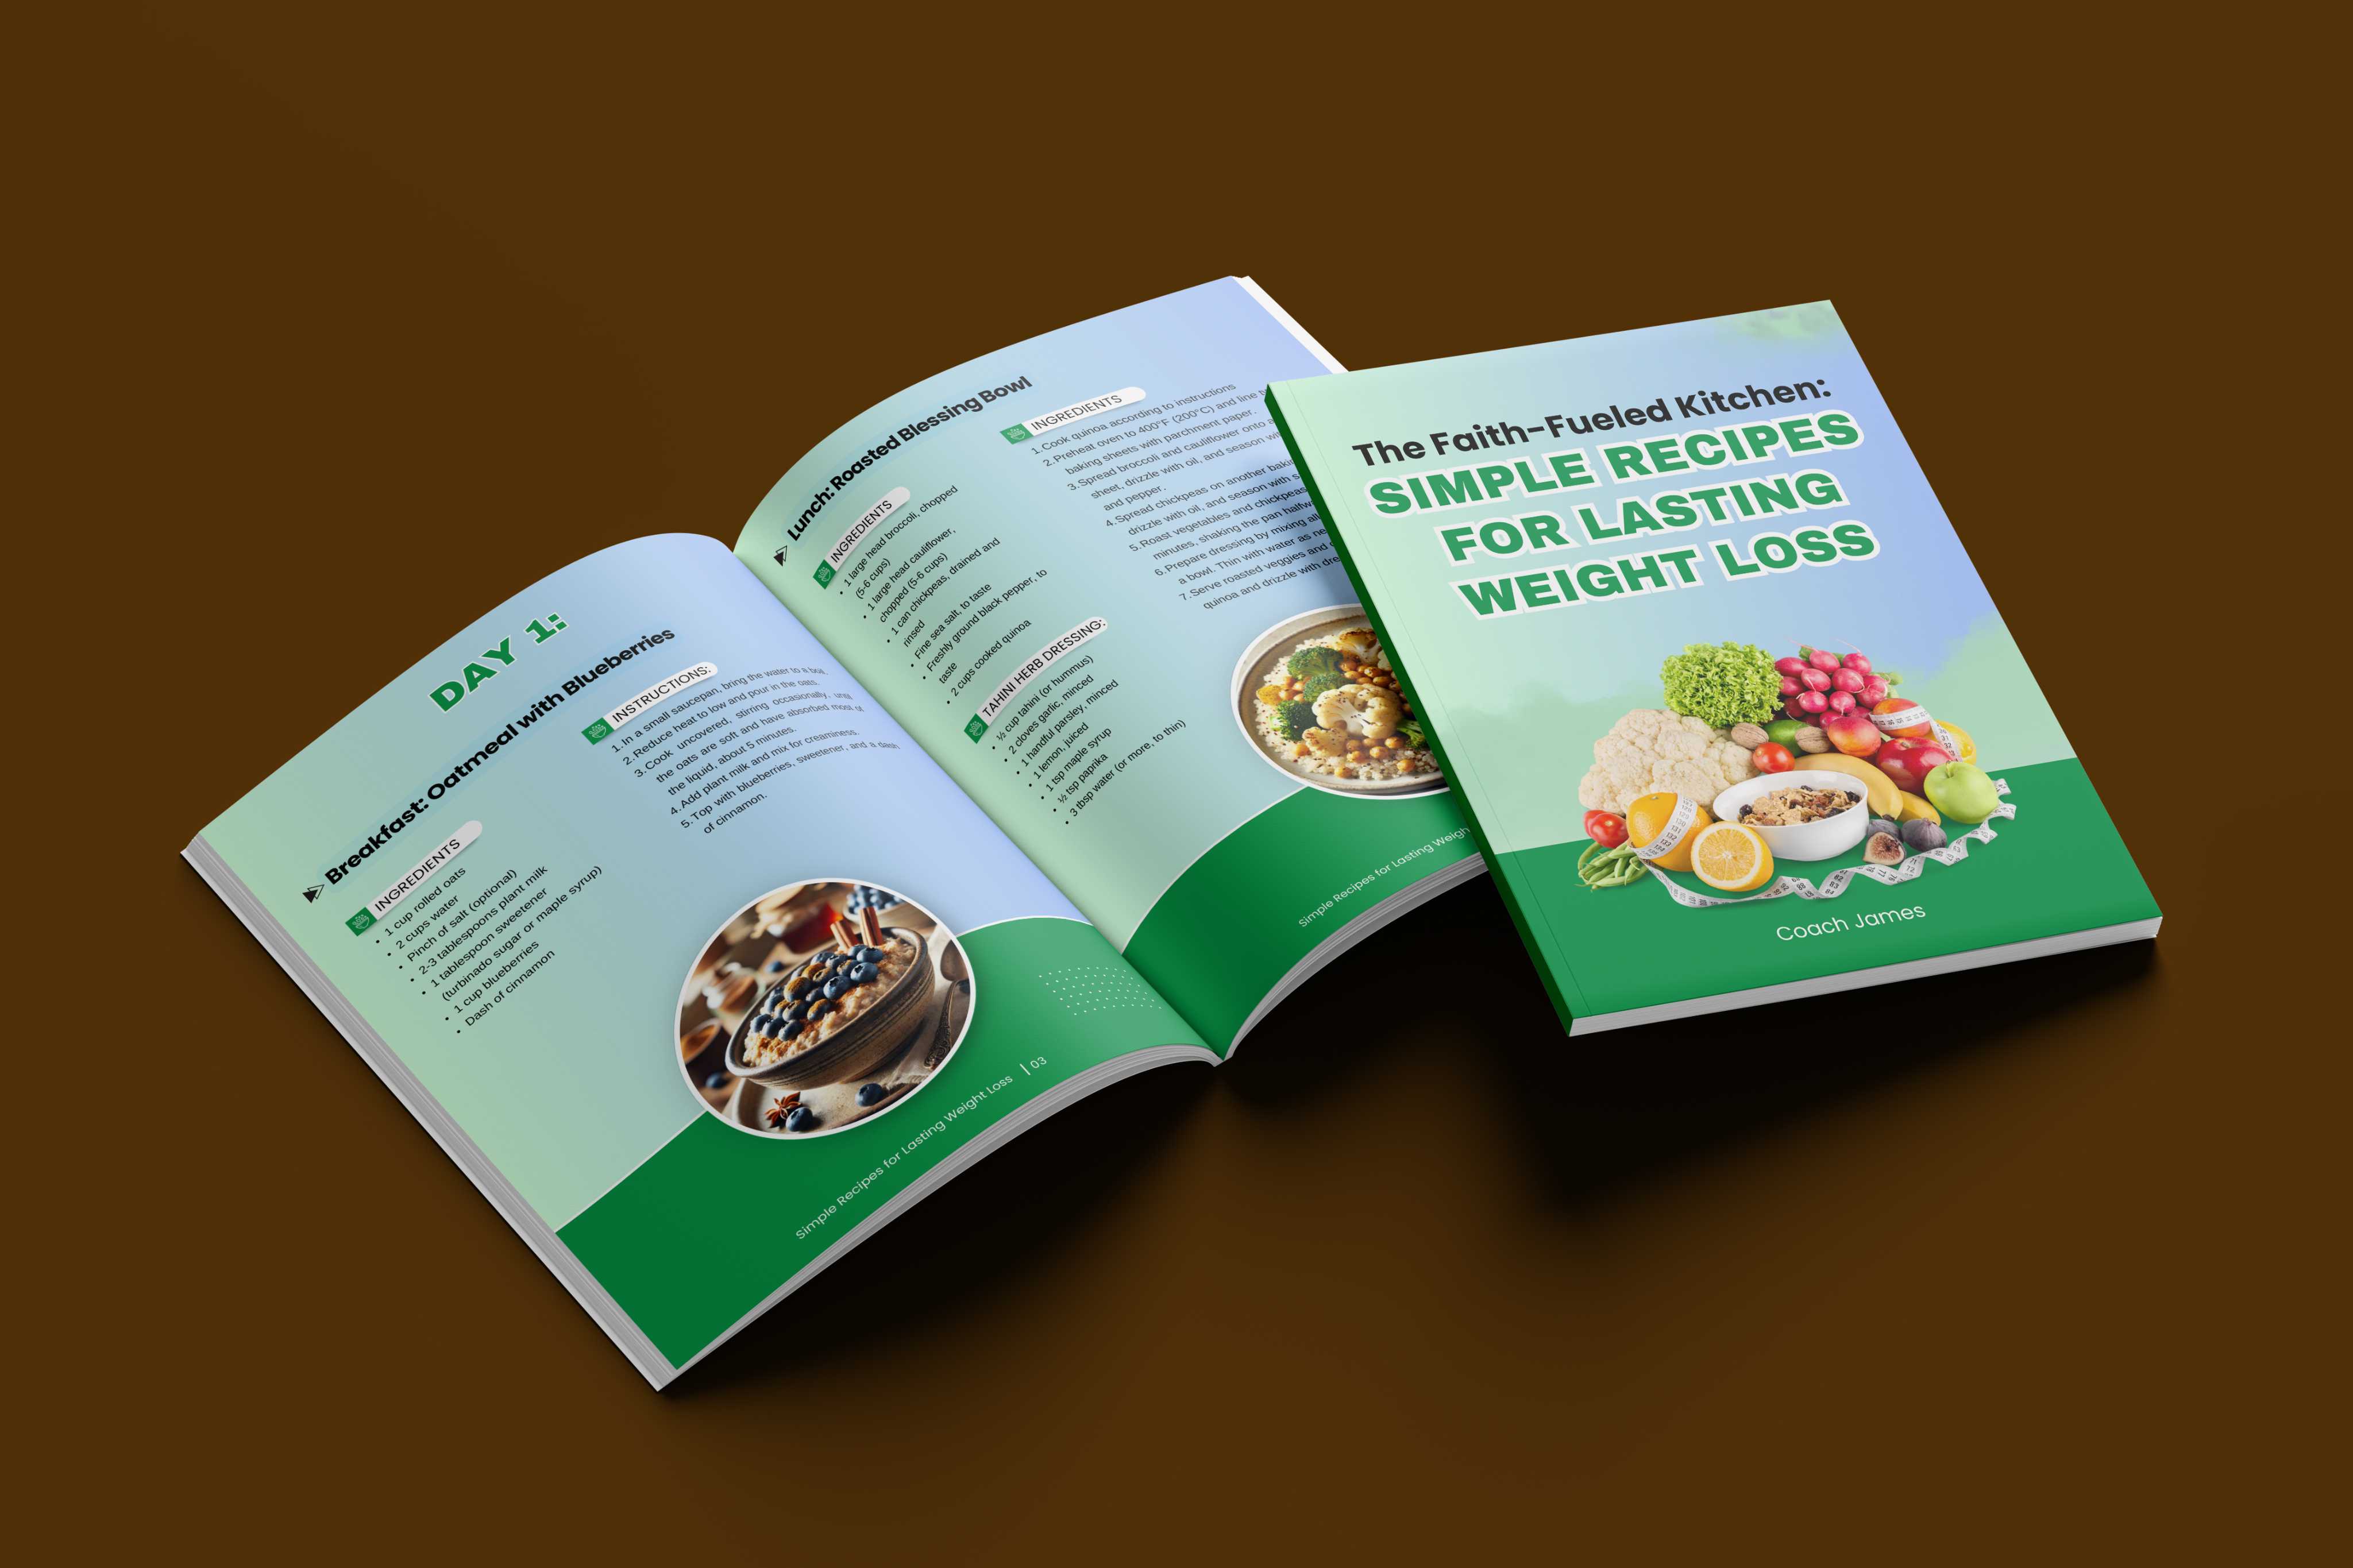 DAY 1:
Breakfast: Oatmeal with Blueberries
INGREDIENTS
• 1 cup rolled oats
• 2 cups water
• Pinch of salt (optional)
• 2-3 tablespoons plant milk
• 1 tablespoon sweetener
(turbinado sugar or maple syrup)
• 1 cup blueberries
• Dash of cinnamon
INSTRUCTIONS:
1. In a small saucepan, bring the water to a boil.
2. Reduce heat to low and pour in the oats.
3. Cook uncovered, stirring occasionally, until
the oats are soft and have absorbed most of
the liquid, about 5 minutes.
4. Add plant milk and mix for creaminess.
5. Top with blueberries, sweetener, and a dash
of cinnamon.
Simple Recipes for Lasting Weight Loss | 03
Lunch: Roasted Blessing Bowl
INGREDIENTS
• 1 large head broccoli, chopped
(5-6 cups)
• 1 large head cauliflower,
chopped (5-6 cups)
• 1 can chickpeas, drained and
rinsed
• Fine sea salt, to taste
• Freshly ground black pepper, to
taste
• 2 cups cooked quinoa
TAHINI HERB DRESSING:
• ½ cup tahini (or hummus)
• 2 cloves garlic, minced
• 1 handful parsley, minced
• 1 lemon, juiced
• 1 tsp maple syrup
• ½ tsp paprika
• 3 tbsp water (or more, to thin)
INGREDIENTS
1. Cook quinoa according to instructions
2. Preheat oven to 400°F (200°C) and line
baking sheets with parchment paper.
3. Spread broccoli and cauliflower onto
sheet, drizzle with oil, and season
and pepper.
4. Spread chickpeas on another
drizzle with oil, and season with
5. Roast vegetables and chickpeas
minutes, shaking the pan
6. Prepare dressing by mixing
a bowl. Thin with water as
7. Serve roasted veggies and
quinoa and drizzle with
Simple Recipes for Lasting
The Faith-Fueled Kitchen:
SIMPLE RECIPES
FOR LASTING
WEIGHT LOSS
Coach James